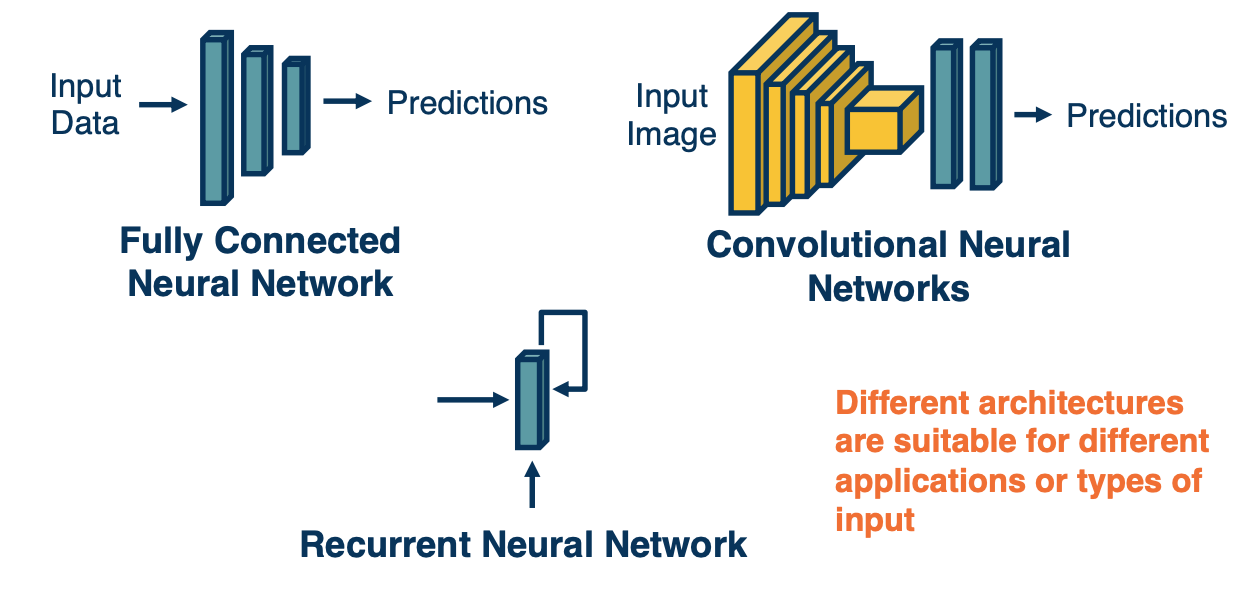 Input
Data
Predictions
Fully Connected
Neural Network
Input
Image
Predictions
Convolutional Neural
Networks
Recurrent Neural Network
Different architectures
are suitable for different
applications or types of
input